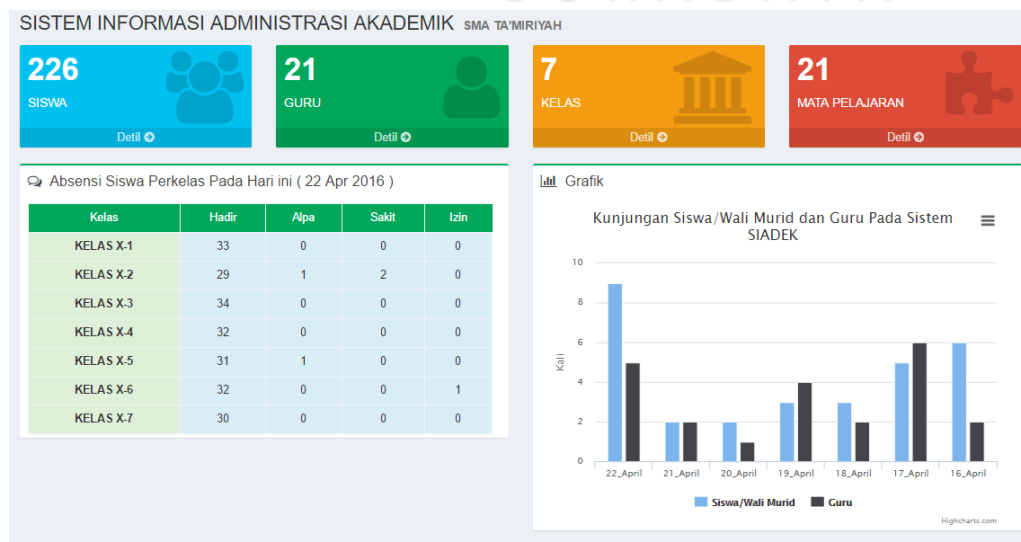 SISTEM INFORMASI ADMINISTRASI AKADEMIK SMA TA'MIRIYAH
226
SISWA
Detil
21
GURU
Detil
7
KELAS
Detil
21
MATA PELAJARAN
Detil
Absensi Siswa Perkelas Pada Hari ini ( 22 Apr 2016 )
Kelas Hadir Alpa Sakit Izin
KELAS X-1 33 0 0 0
KELAS X-2 29 1 2 0
KELAS X-3 34 0 0 0
KELAS X-4 32 0 0 0
KELAS X-5 31 1 0 0
KELAS X-6 32 0 0 1
KELAS X-7 30 0 0 0
Grafik
Kunjungan Siswa/Wali Murid dan Guru Pada Sistem
SIADEK
10
8
6
4
2
0
Kali
22_April 21_April 20_April 19_April 18_April 17_April 16_April
Siswa/Wali Murid Guru
Highcharts.com